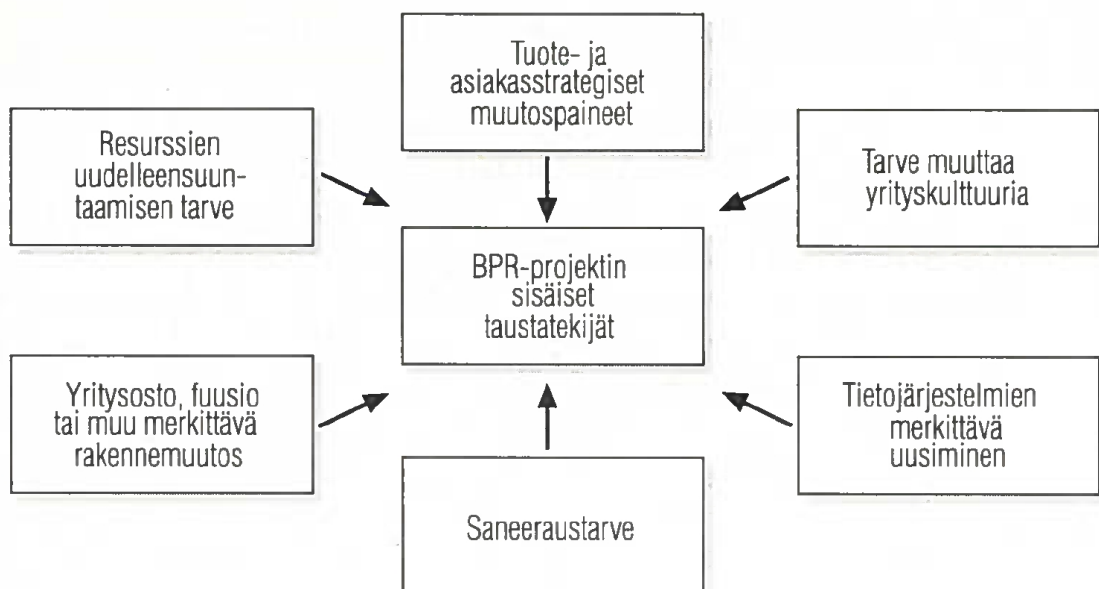 Tuote- ja
asiakasstrategiset
muutospaineet
Resurssien
uudelleensuun-
taamisen tarve
Tarve muuttaa
yrityskulttuuria
BPR-projektin
sisäiset
taustatekijät
Yritysosto, fuusio
tai muu merkittävä
rakennemuutos
Tietojärjestelmien
merkittävä
uusiminen
Saneeraustarve